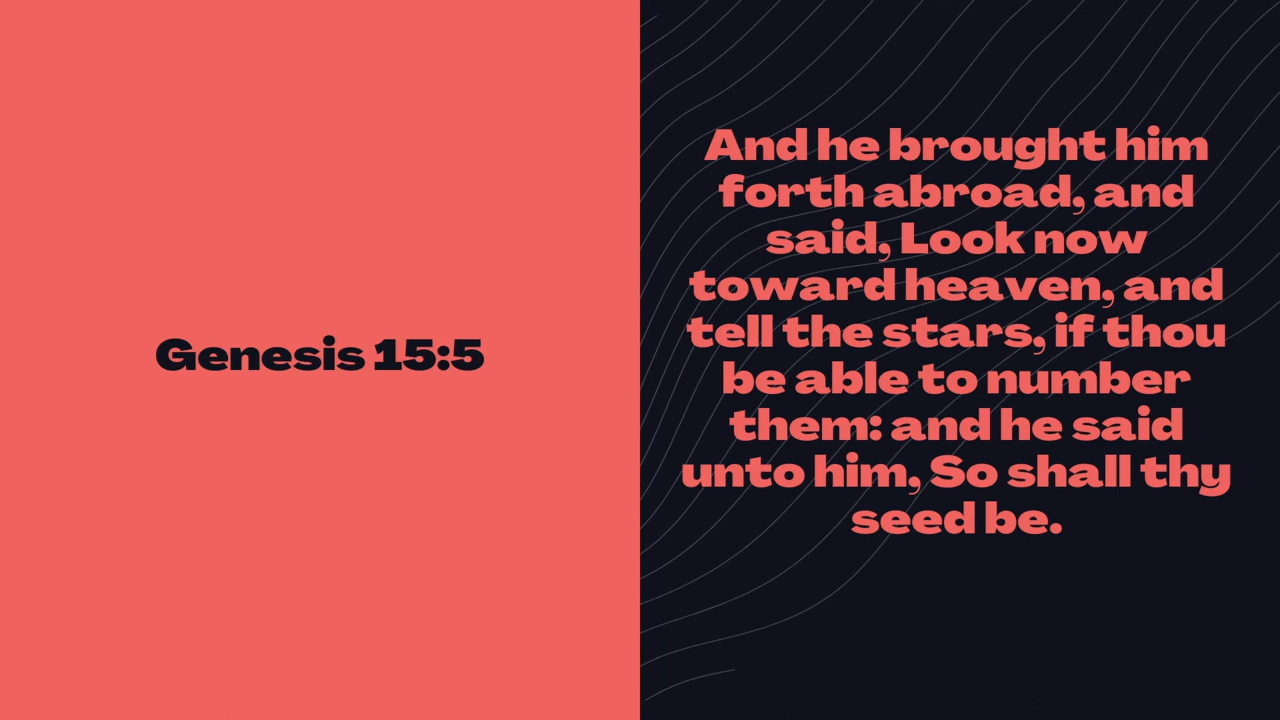 Genesis 15:5
And he brought him
forth abroad, and
said, Look now
toward heaven, and
tell the stars, if thou
be able to number
them: and he said
unto him, So shall thy
seed be.